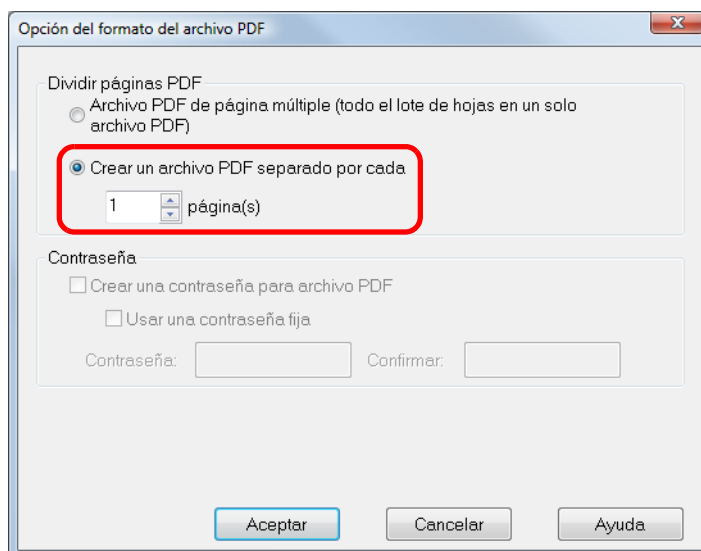 Opción del formato del archivo PDF
Dividir páginas PDF
Archivo PDF de página múltiple (todo el lote de hojas en un solo
archivo PDF)
Crear un archivo PDF separado por cada
1 página(s)
Contraseña
Crear una contraseña para archivo PDF
Usar una contraseña fija
Contraseña: Confirmar:
Aceptar Cancelar Ayuda